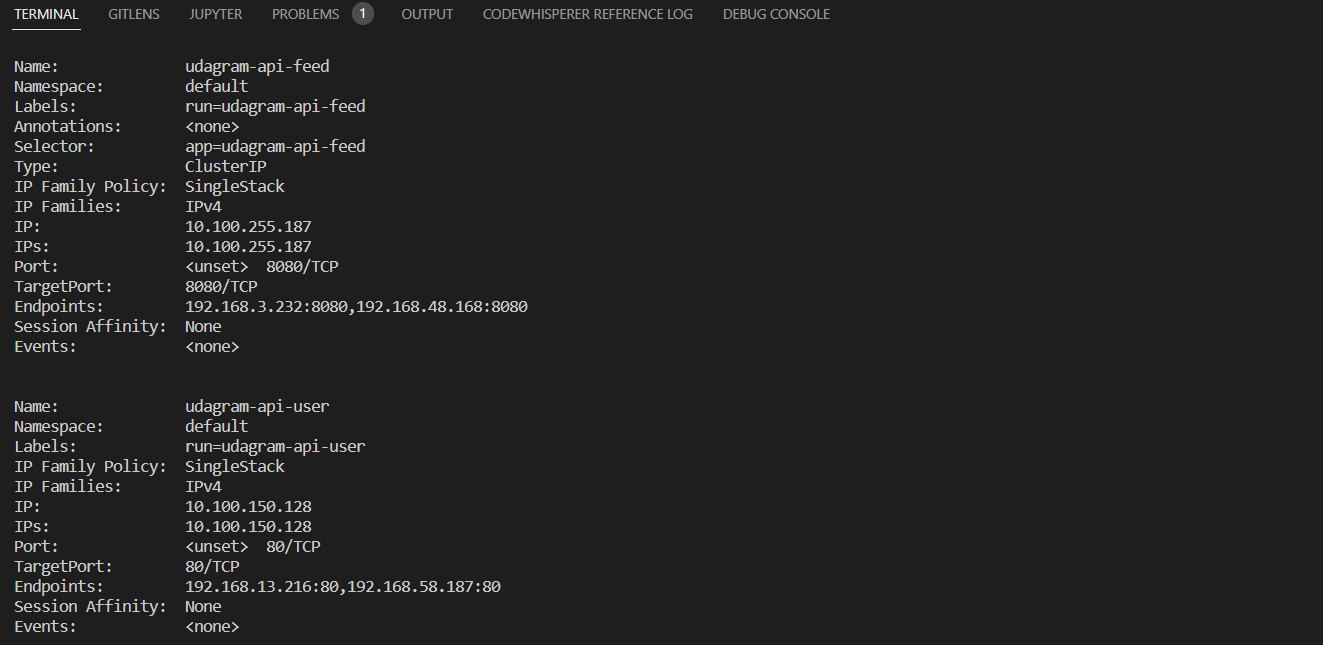 TERMINAL GITLENS JUPYTER PROBLEMS 1 OUTPUT CODEWHISPERER REFERENCE LOG DEBUG CONSOLE
Name: udagram-api-feed
Namespace: default
Labels: run=udagram-api-feed
Annotations: <none>
Selector: app=udagram-api-feed
Type: ClusterIP
IP Family Policy: SingleStack
IP Families: IPv4
IP: 10.100.255.187
IPs: 10.100.255.187
Port: <unset> 8080/TCP
TargetPort: 8080/TCP
Endpoints: 192.168.3.232:8080,192.168.48.168:8080
Session Affinity: None
Events: <none>
Name: udagram-api-user
Namespace: default
Labels: run=udagram-api-user
IP Family Policy: SingleStack
IP Families: IPv4
IP: 10.100.150.128
IPs: 10.100.150.128
Port: <unset> 80/TCP
TargetPort: 80/TCP
Endpoints: 192.168.13.216:80,192.168.58.187:80
Session Affinity: None
Events: <none>